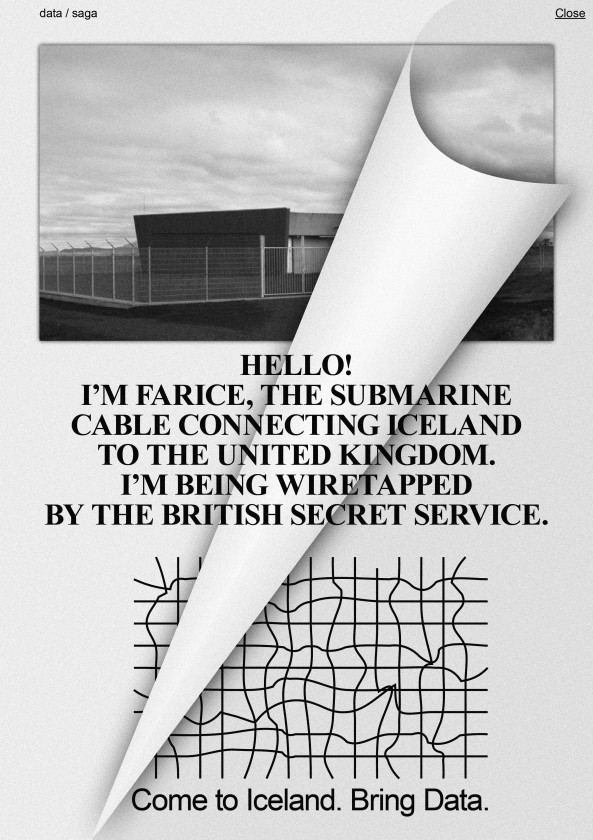 data / saga
Close
HELLO!
I’M FARICE, THE SUBMARINE
CABLE CONNECTING ICELAND
TO THE UNITED KINGDOM.
I’M BEING WIRETAPPED
BY THE BRITISH SECRET SERVICE.
Come to Iceland. Bring Data.